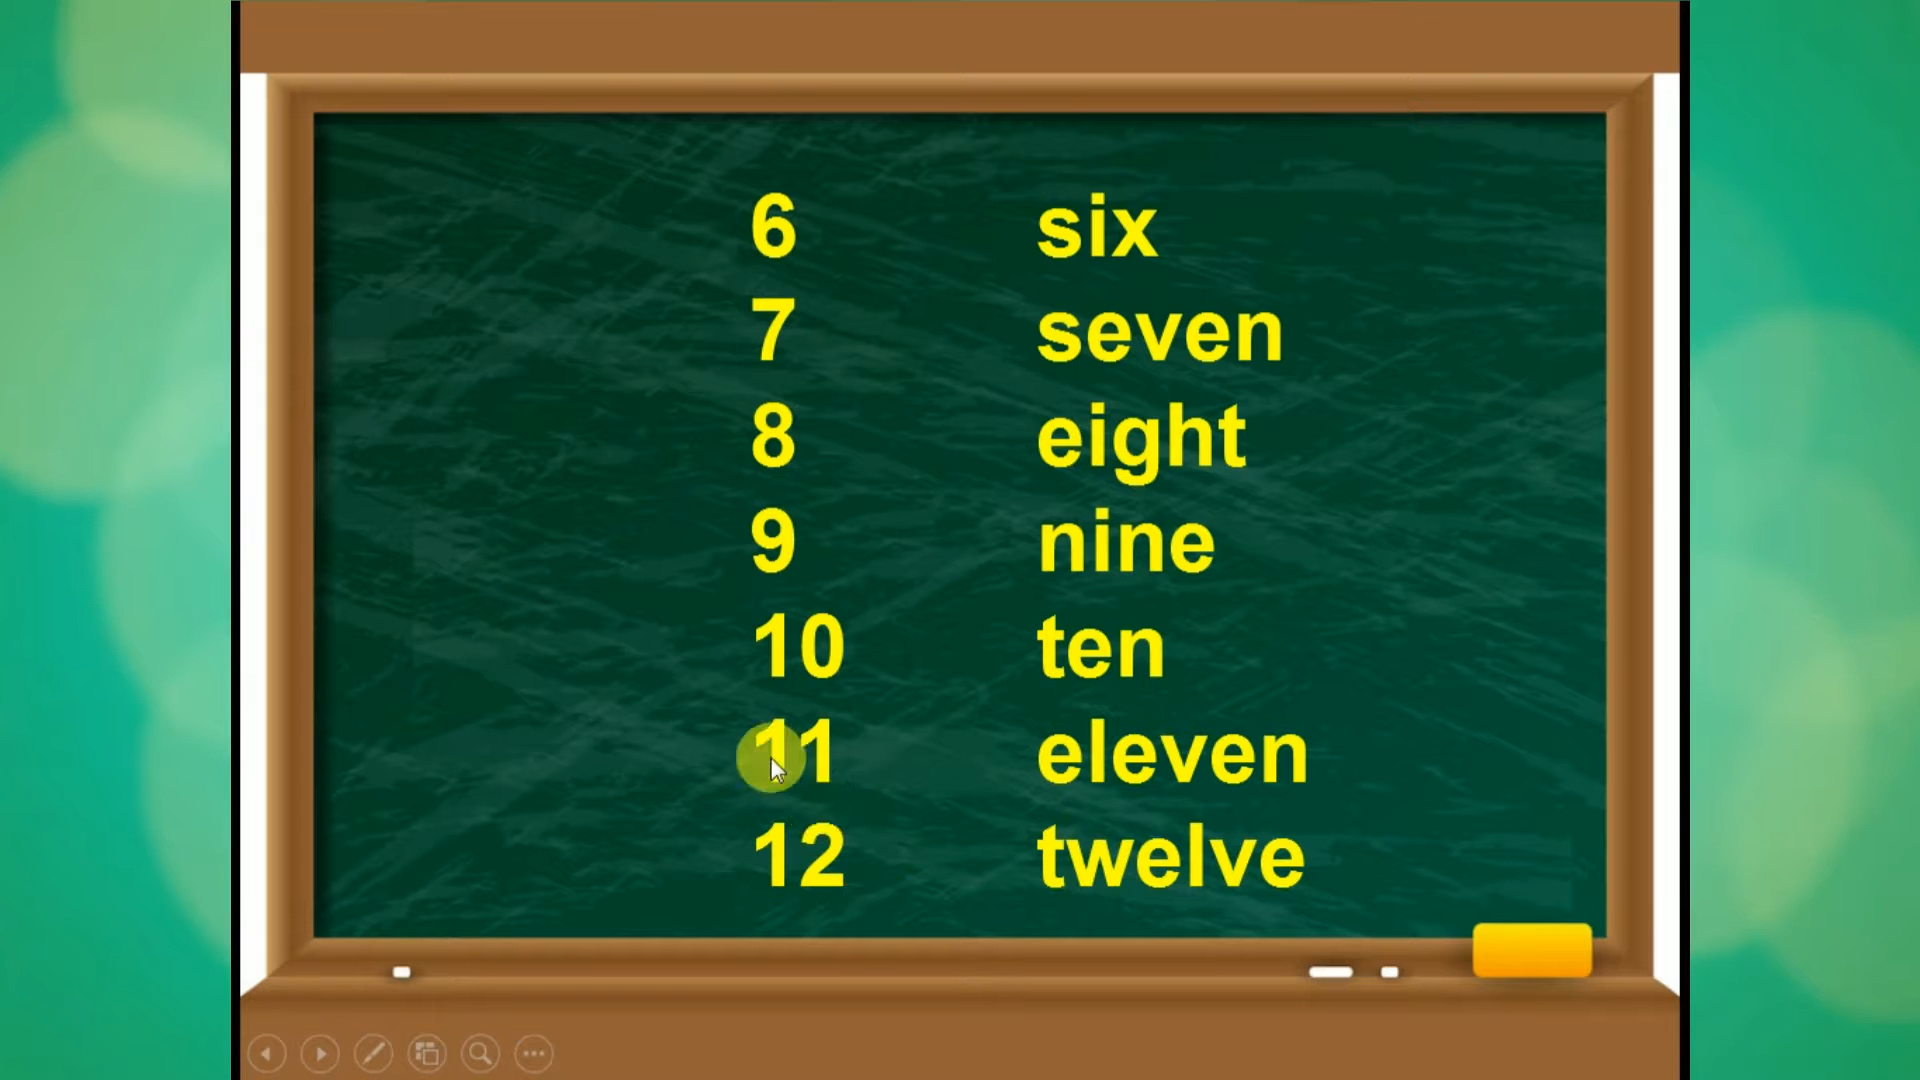 6 six
7 seven
8 eight
9 nine
10 ten
11 eleven
12 twelve